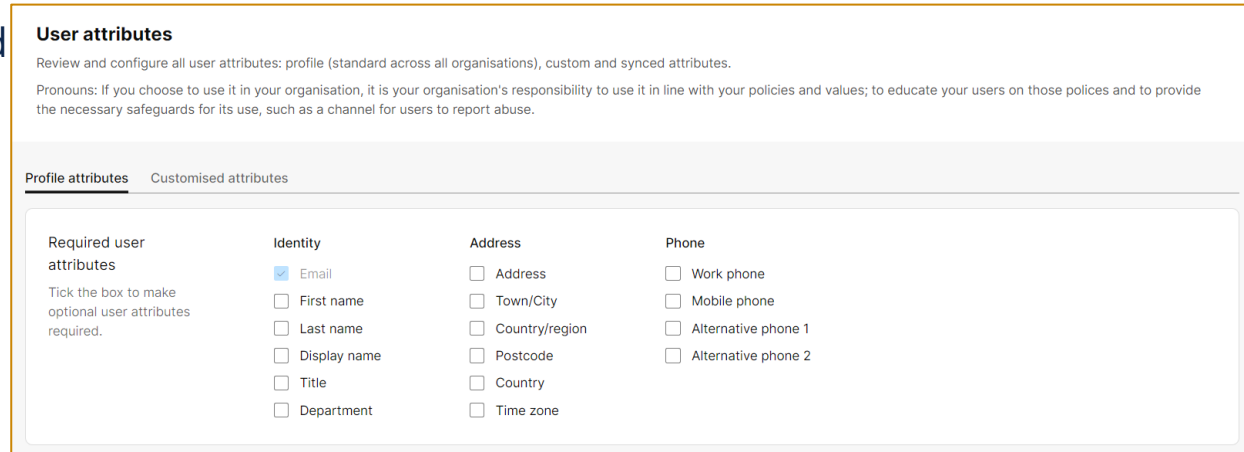 User attributes
Review and configure all user attributes: profile (standard across all organisations), custom and synced attributes.
Pronouns: If you choose to use it in your organisation, it is your organisation's responsibility to use it in line with your policies and values; to educate your users on those polices and to provide
the necessary safeguards for its use, such as a channel for users to report abuse.
Profile attributes Customised attributes
Required user
attributes
Tick the box to make
optional user attributes
required.
Identity
Email
First name
Last name
Display name
Title
Department
Address
Address
Town/City
Country/region
Postcode
Country
Time zone
Phone
Work phone
Mobile phone
Alternative phone 1
Alternative phone 2